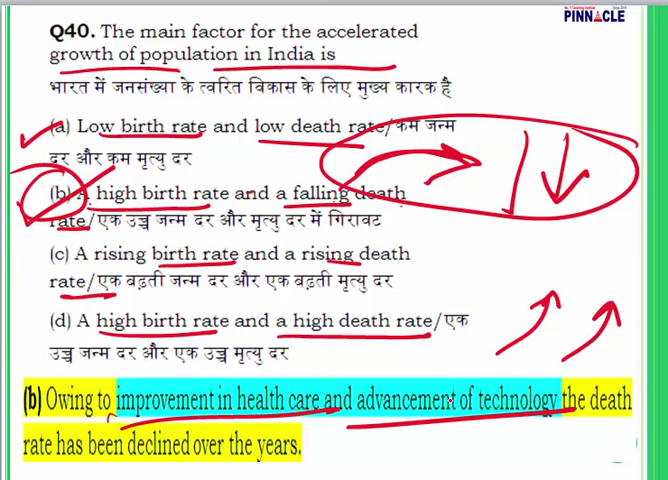 PINNACLE
Q40. The main factor for the accelerated
growth of population in India is
भारत में जनसंख्या के त्वरित विकास के लिए मुख्य कारक है
(a) Low birth rate and low death rate/कम जन्म
दर और कम मृत्यु दर
(b) A high birth rate and a falling death
rate/एक उच्च जन्म दर और मृत्यु दर में गिरावट
(c) A rising birth rate and a rising death
rate/एक बढ़ती जन्म दर और एक बढ़ती मृत्यु दर
(d) A high birth rate and a high death rate/एक
उच्च जन्म दर और एक उच्च मृत्यु दर
(b) Owing to improvement in health care and advancement of technology the death
rate has been declined over the years.